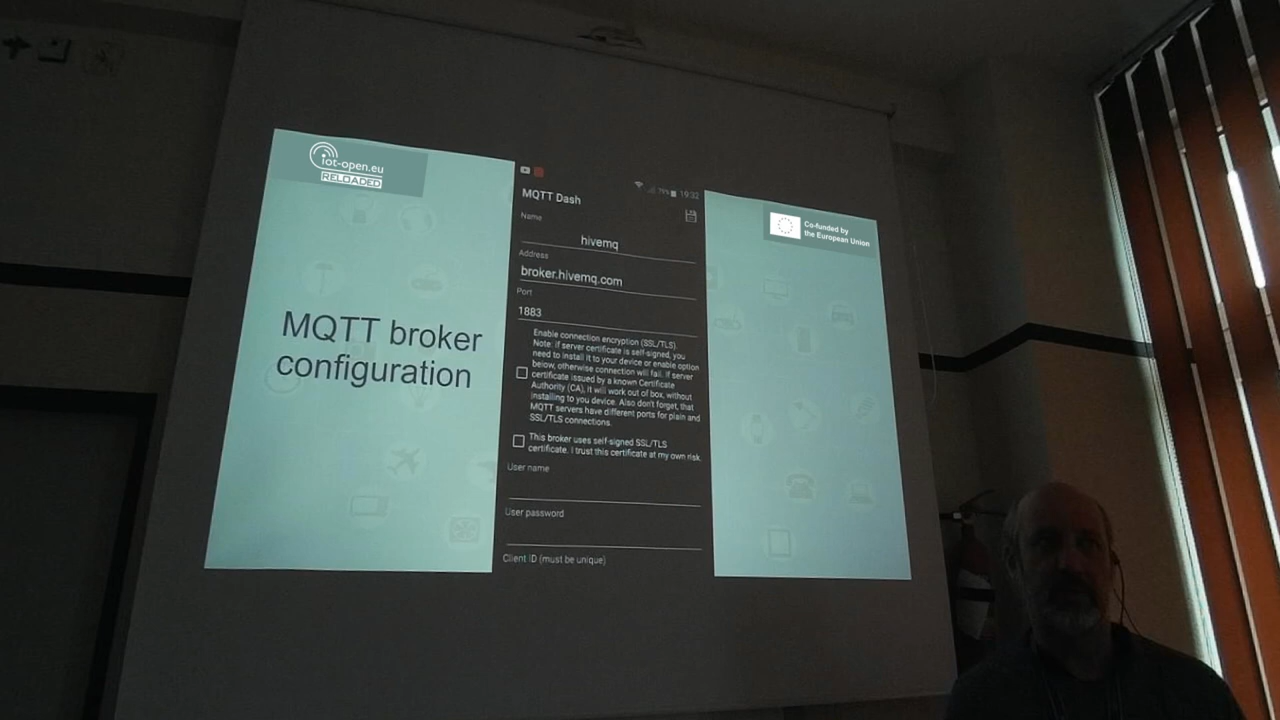 iot-open.eu
RELOADED
MQTT broker
configuration
79% 19:32
MQTT Dash
Name
hivemq
Address
broker.hivemq.com
Port
1883
Enable connection encryption (SSL/TLS).
Note: if server certificate is self-signed, you
need to install it to your device or enable option
below, otherwise connection will fail. If server
certificate issued by a known Certificate
Authority (CA), it will work out of box, without
installing to you device. Also don't forget, that
MQTT servers have different ports for plain and
SSL/TLS connections.
This broker uses self-signed SSL/TLS
certificate. I trust this certificate at my own risk.
User name
User password
Client ID (must be unique)
Co-funded by
the European Union